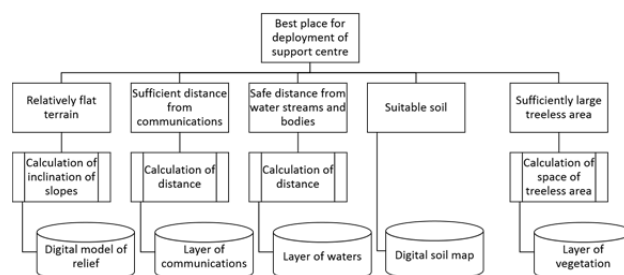 Best place for
deployment of
support centre
Relatively flat
terrain
Sufficient distance
from
communications
Safe distance from
water streams and
bodies
Suitable soil
Sufficiently large
treeless area
Calculation of
inclination of
slopes
Calculation of
distance
Calculation of
distance
Calculation of
space of
treeless area
Digital model of
relief
Layer of
communications
Layer of waters
Digital soil map
Layer of
vegetation